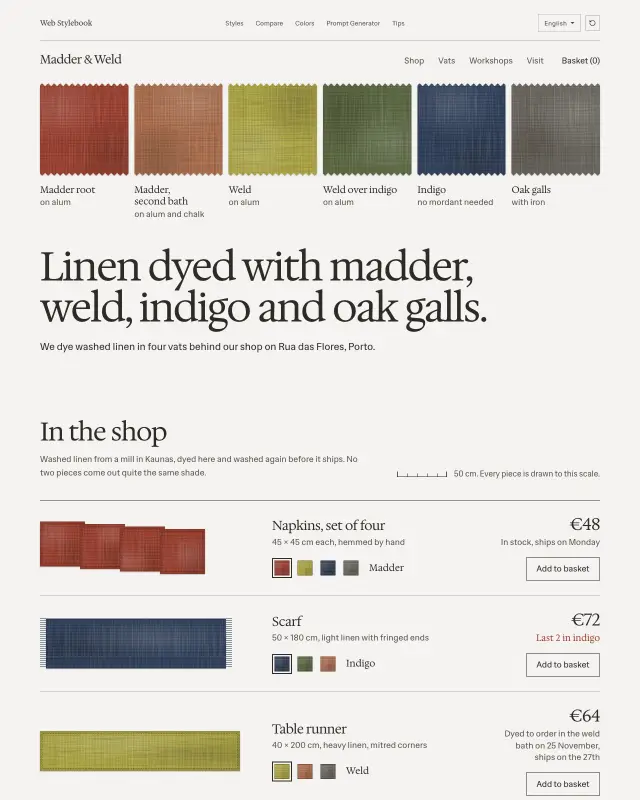 Web Stylebook
Styles
Compare
Colors
Prompt Generator
Tips
English
Madder & Weld
Shop
Vats
Workshops
Visit
Basket (0)
Madder root
on alum
Madder,
second bath
on alum and chalk
Weld
on alum
Weld over indigo
on alum
Indigo
no mordant needed
Oak galls
with iron
Linen dyed with madder,
weld, indigo and oak galls.
We dye washed linen in four vats behind our shop on Rua das Flores, Porto.
In the shop
Washed linen from a mill in Kaunas, dyed here and washed again before it ships. No
two pieces come out quite the same shade.
50 cm. Every piece is drawn to this scale.
Napkins, set of four
45 × 45 cm each, hemmed by hand
Madder
€48
In stock, ships on Monday
Add to basket
Scarf
50 × 180 cm, light linen with fringed ends
Indigo
€72
Last 2 in indigo
Add to basket
Table runner
40 × 200 cm, heavy linen, mitred corners
Weld
€64
Dyed to order in the weld
bath on 25 November,
ships on the 27th
Add to basket